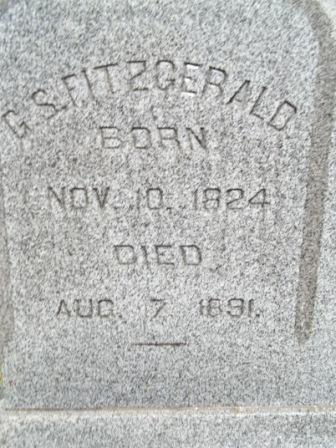 G. S. FITZGERALD.
BORN
NOV. 10. 1824
DIED
AUG. 7. 1891.